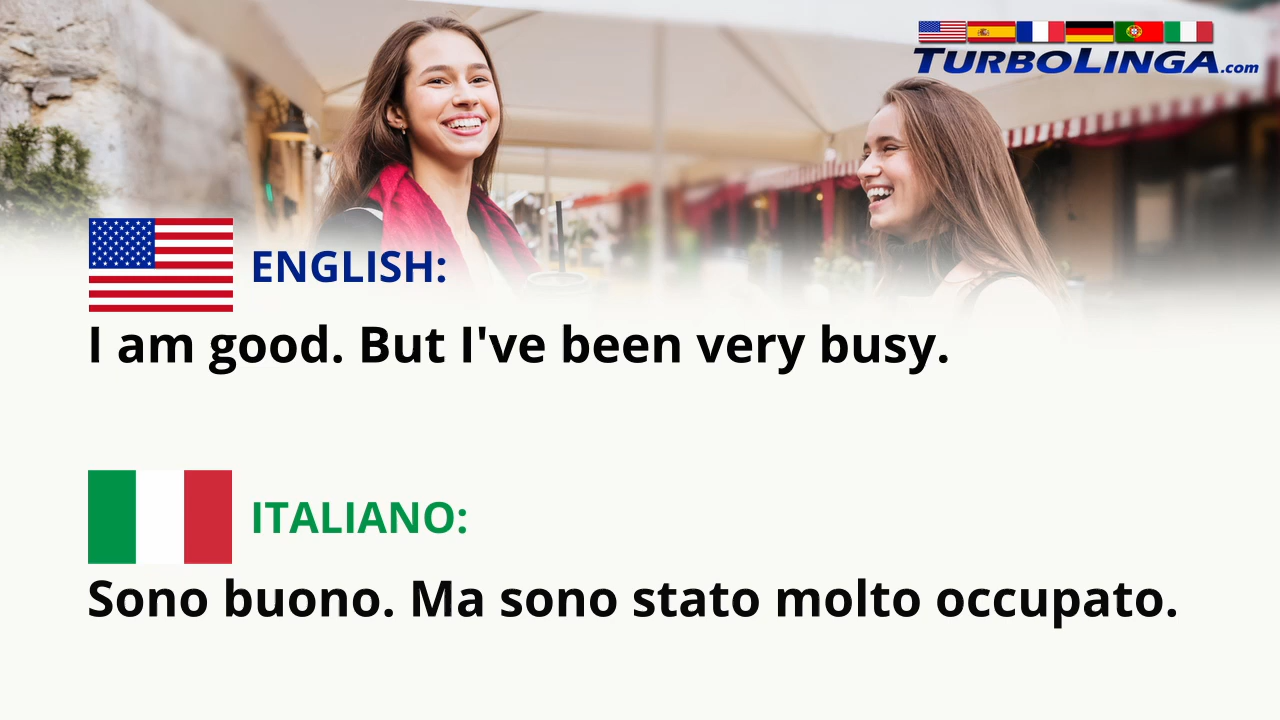 TURBOLINGA.com
ENGLISH:
I am good. But I've been very busy.
ITALIANO:
Sono buono. Ma sono stato molto occupato.